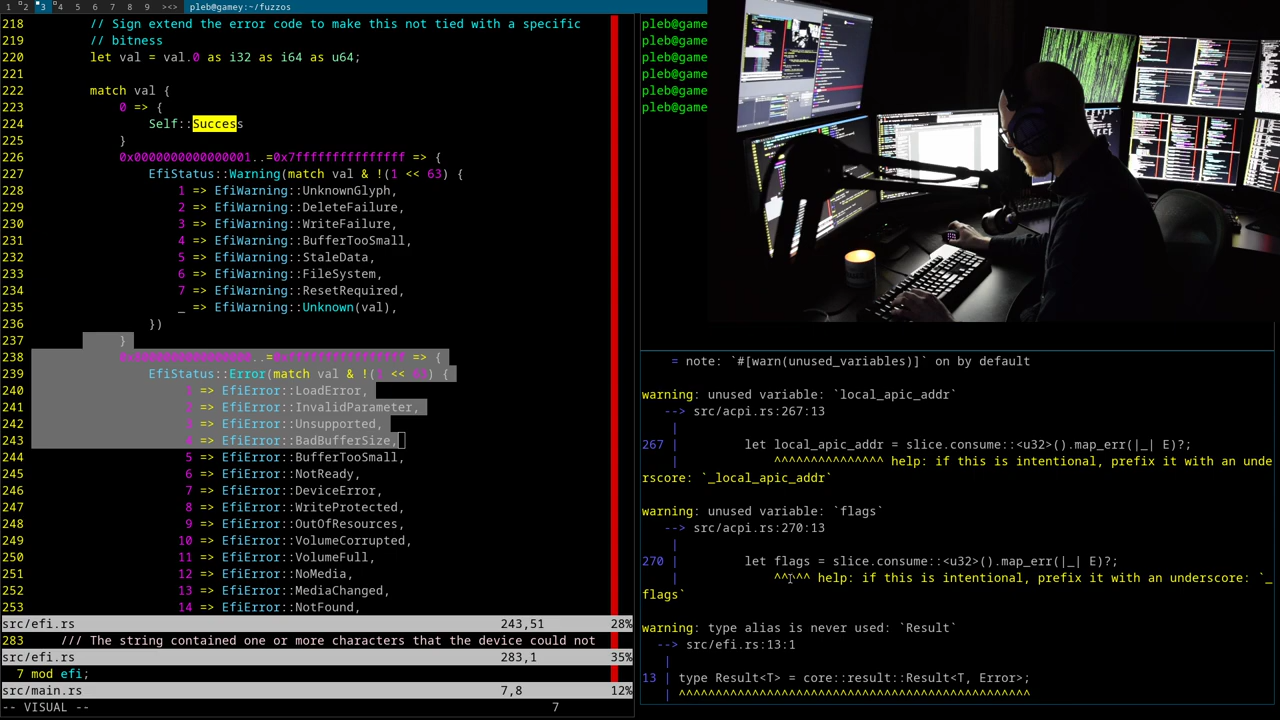 1 2 3 4 5 6 7 8 9 ><> pleb@gamey:~/fuzzos
218 // Sign extend the error code to make this not tied with a specific
219 // bitness
220 let val = val.0 as i32 as i64 as u64;
221
222 match val {
223 0 => {
224 Self::Success
225 }
226 0x0000000000000001..=0x7fffffffffffffff => {
227 EfiStatus::Warning(match val & !(1 << 63) {
228 1 => EfiWarning::UnknownGlyph,
229 2 => EfiWarning::DeleteFailure,
230 3 => EfiWarning::WriteFailure,
231 4 => EfiWarning::BufferTooSmall,
232 5 => EfiWarning::StaleData,
233 6 => EfiWarning::FileSystem,
234 7 => EfiWarning::ResetRequired,
235 _ => EfiWarning::Unknown(val),
236 })
237 }
238 => {
239 EfiStatus::Error(match val & !(1 << 63) {
240 1 => EfiError::LoadError,
241 2 => EfiError::InvalidParameter,
242 3 => EfiError::Unsupported,
243 4 => EfiError::BadBufferSize,
244 5 => EfiError::BufferTooSmall,
245 6 => EfiError::NotReady,
246 7 => EfiError::DeviceError,
247 8 => EfiError::WriteProtected,
248 9 => EfiError::OutOfResources,
249 10 => EfiError::VolumeCorrupted,
250 11 => EfiError::VolumeFull,
251 12 => EfiError::NoMedia,
252 13 => EfiError::MediaChanged,
253 14 => EfiError::NotFound,
src/efi.rs 243,51 28%
283 /// The string contained one or more characters that the device could not
src/efi.rs 283,1 35%
7 mod efi;
src/main.rs 7,8 12%
-- VISUAL -- 7
pleb@game
pleb@game
pleb@game
pleb@game
pleb@game
pleb@game
= note: `#[warn(unused_variables)]` on by default
warning: unused variable: `local_apic_addr`
--> src/acpi.rs:267:13
|
267 | let local_apic_addr = slice.consume::<u32>().map_err(|_| E)?;
| ^^^^^^^^^^^^^^^ help: if this is intentional, prefix it with an unde
rscore: `_local_apic_addr`
warning: unused variable: `flags`
--> src/acpi.rs:270:13
|
270 | let flags = slice.consume::<u32>().map_err(|_| E)?;
| ^^^^^ help: if this is intentional, prefix it with an underscore: `_
flags`
warning: type alias is never used: `Result`
--> src/efi.rs:13:1
|
13 | type Result<T> = core::result::Result<T, Error>;
| ^^^^^^^^^^^^^^^^^^^^^^^^^^^^^^^^^^^^^^^^^^^^^^^^